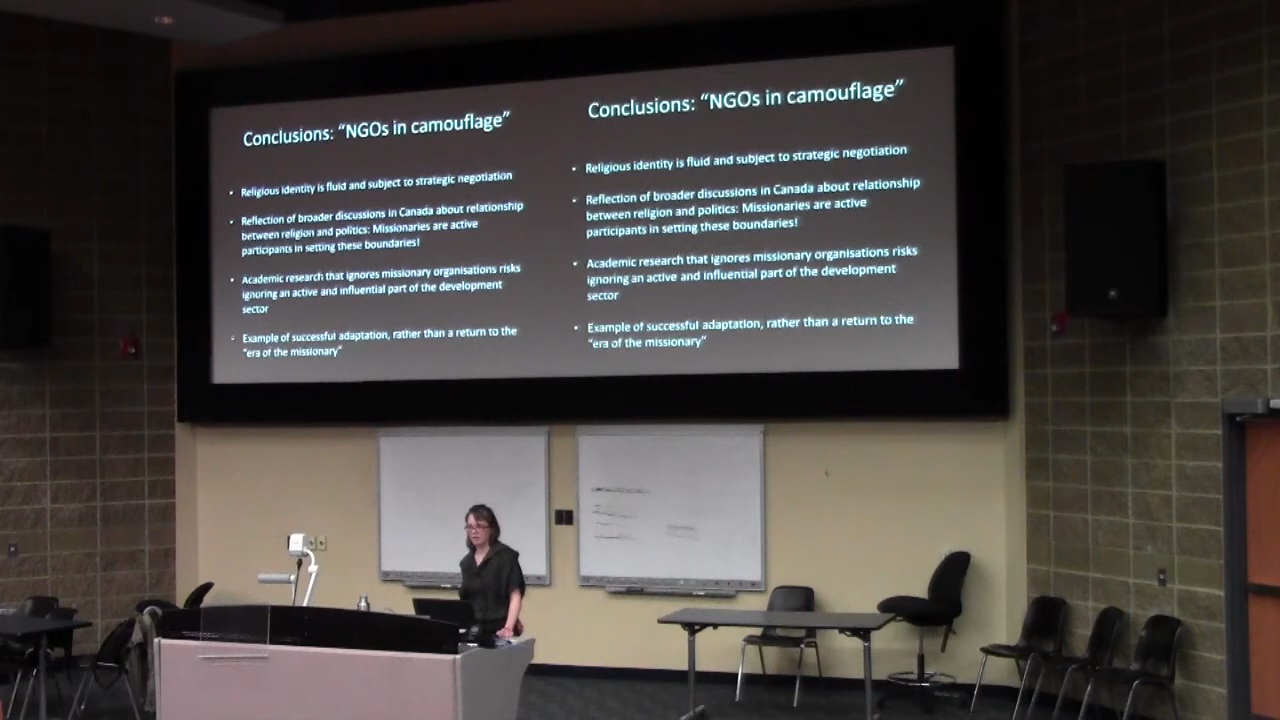 Conclusions: “NGOs in camouflage”
• Religious identity is fluid and subject to strategic negotiation
• Reflection of broader discussions in Canada about relationship
between religion and politics: Missionaries are active
participants in setting these boundaries!
• Academic research that ignores missionary organisations risks
ignoring an active and influential part of the development
sector
• Example of successful adaptation, rather than a return to the
“era of the missionary”
Conclusions: “NGOs in camouflage”
• Religious identity is fluid and subject to strategic negotiation
• Reflection of broader discussions in Canada about relationship
between religion and politics: Missionaries are active
participants in setting these boundaries!
• Academic research that ignores missionary organisations risks
ignoring an active and influential part of the development
sector
• Example of successful adaptation, rather than a return to the
“era of the missionary”